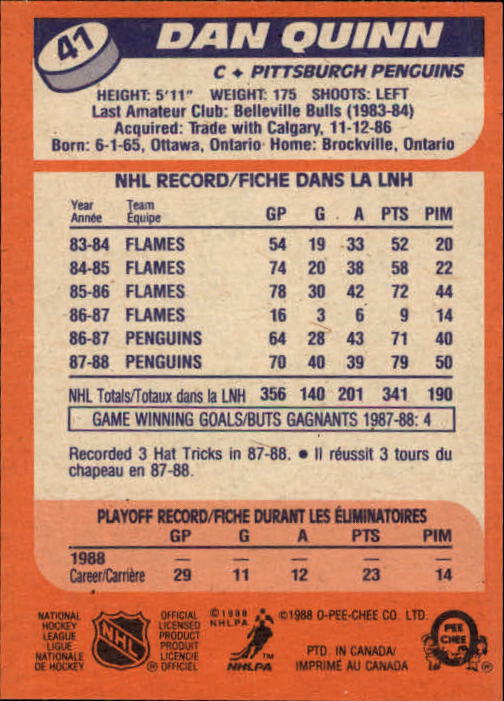 41
DAN QUINN
C ♦ PITTSBURGH PENGUINS
HEIGHT: 5'11" WEIGHT: 175 SHOOTS: LEFT
Last Amateur Club: Belleville Bulls (1983-84)
Acquired: Trade with Calgary, 11-12-86
Born: 6-1-65, Ottawa, Ontario Home: Brockville, Ontario
NHL RECORD/FICHE DANS LA LNH
Year Team
Année Équipe GP G A PTS PIM
83-84 FLAMES 54 19 33 52 20
84-85 FLAMES 74 20 38 58 22
85-86 FLAMES 78 30 42 72 44
86-87 FLAMES 16 3 6 9 14
86-87 PENGUINS 64 28 43 71 40
87-88 PENGUINS 70 40 39 79 50
NHL Totals/Totaux dans la LNH 356 140 201 341 190
GAME WINNING GOALS/BUTS GAGNANTS 1987-88: 4
Recorded 3 Hat Tricks in 87-88. ● Il réussit 3 tours du
chapeau en 87-88.
PLAYOFF RECORD/FICHE DURANT LES ÉLIMINATOIRES
GP G A PTS PIM
1988 — — — — —
Career/Carrière 29 11 12 23 14
NATIONAL
HOCKEY
LEAGUE
LIGUE
NATIONALE
DE HOCKEY
NHL
®
OFFICIAL
LICENSED
PRODUCT
PRODUIT
LICENCIÉ
OFFICIEL
©1988
NHLPA
TM
NHLPA
©1988 O-PEE-CHEE CO. LTD.
PTD. IN CANADA/
IMPRIMÉ AU CANADA
PEE
CHEE
®